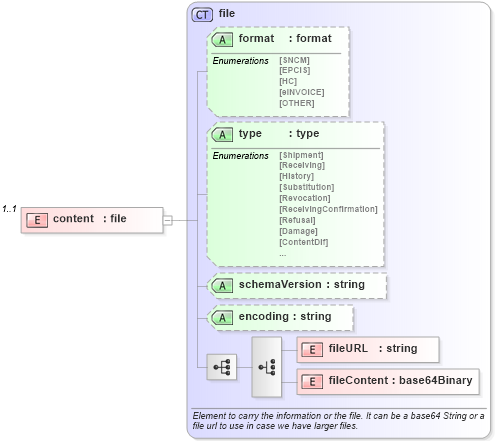 CT file
A format : format
Enumerations [SNCM]
[EPCIS]
[HC]
[eINVOICE]
[OTHER]
A type : type
Enumerations [Shipment]
[Receiving]
[History]
[Substitution]
[Revocation]
[ReceivingConfirmation]
[Refusal]
[Damage]
[ContentDif]
...
1..1
E content : file
A schemaVersion : string
A encoding : string
E fileURL : string
E fileContent : base64Binary
Element to carry the information or the file. It can be a base64 String or a
file url to use in case we have larger files.